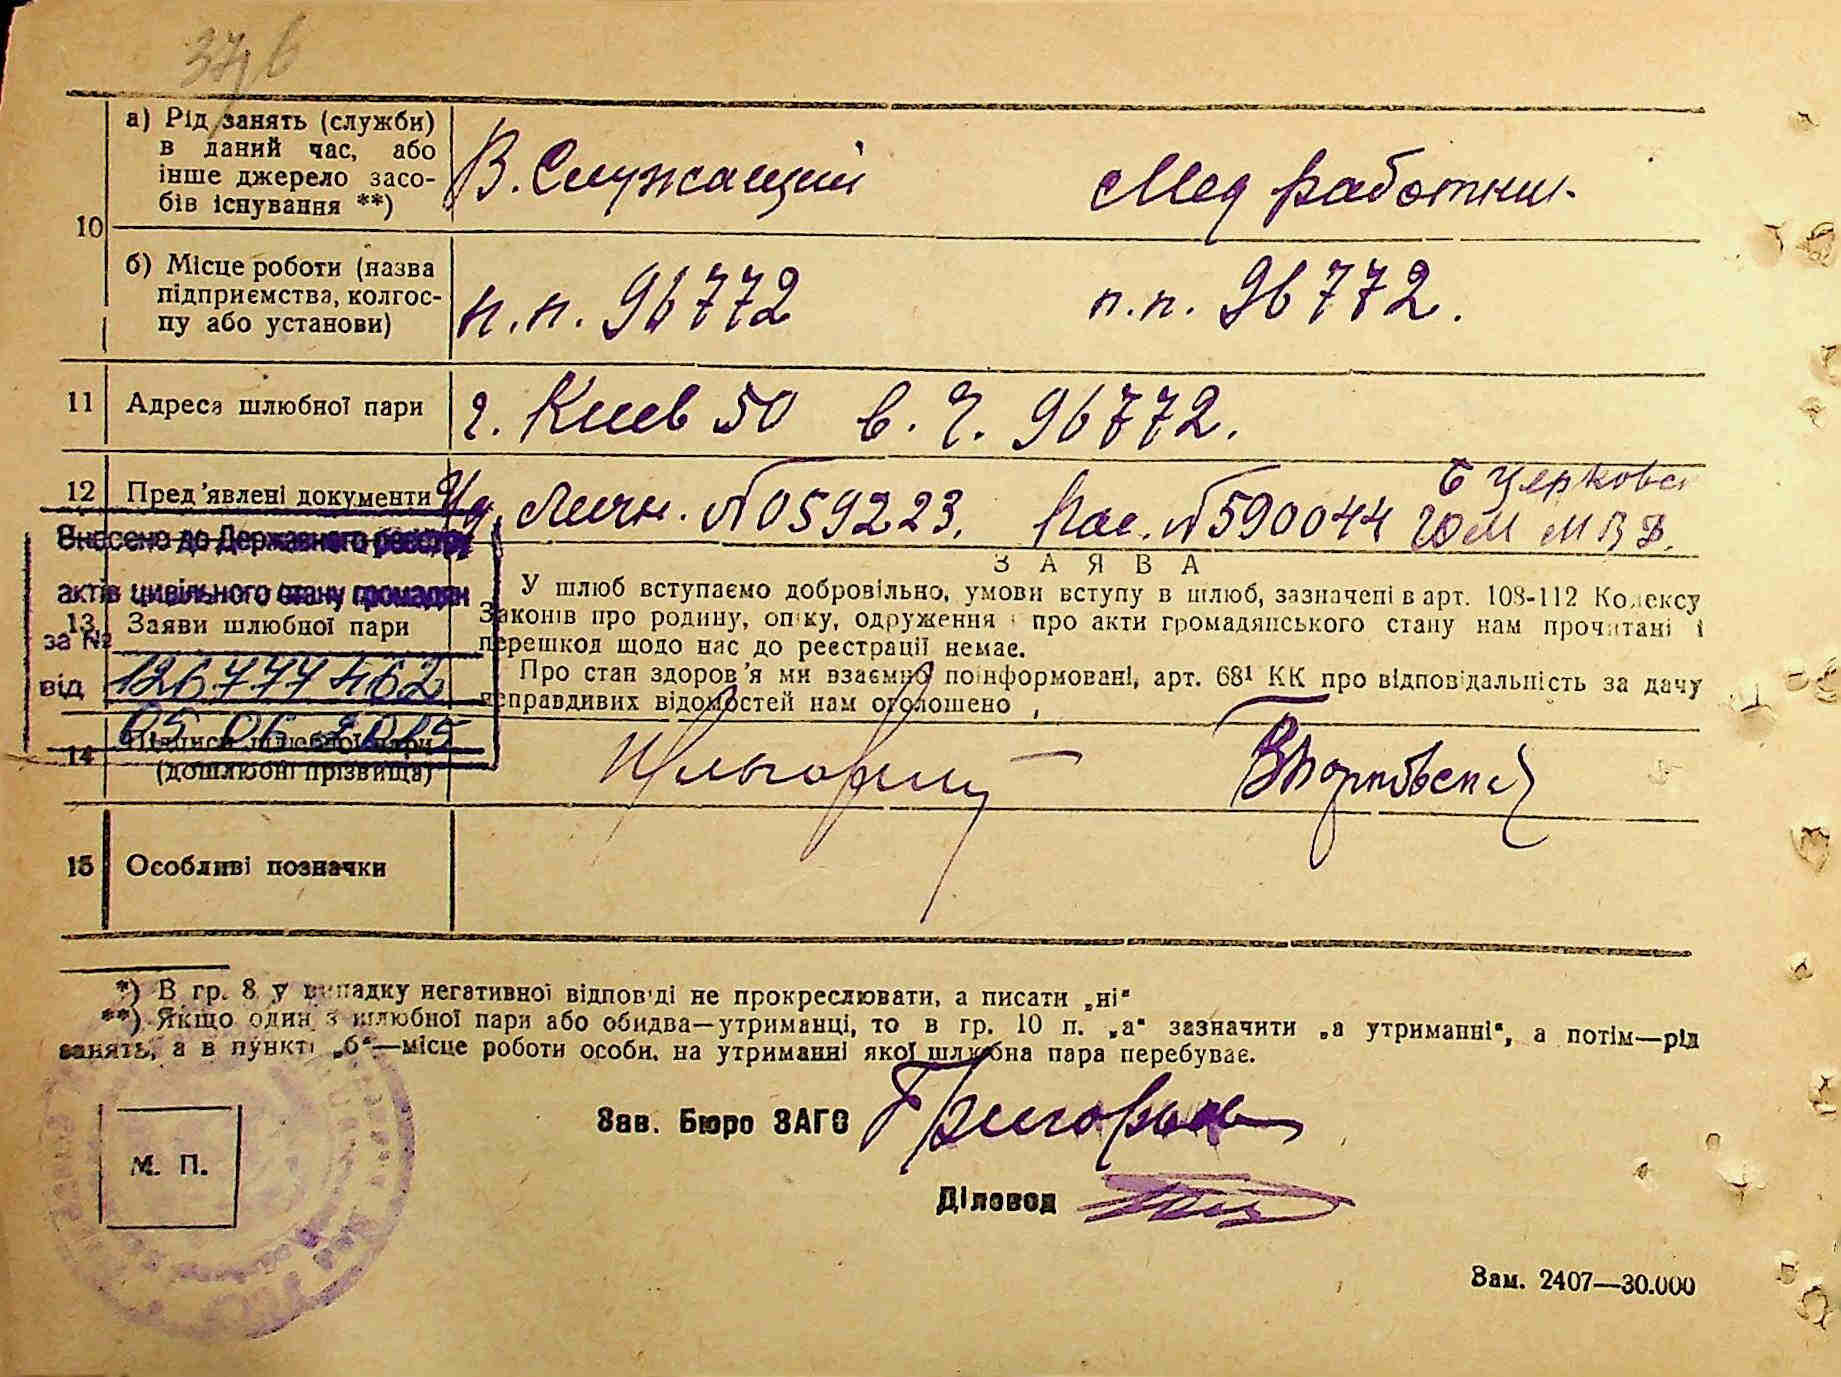 а) Рід занять (служби)
в даний час, або
інше джерело засо-
бів існування **)
В. Служащий
Мед работник
10
б) Місце роботи (назва
підприємства, колгос-
пу або установи)
п.п. 96772
п.п. 96772.
11 Адреса шлюбної пари
г. Киев 50 в. ч. 96772.
12 Пред'явлені документи
Уд. Личн. №059223. Пас. №590044
Б Церковск
ГОМ МВД.
Внесено до Державного реєстру
актів цивільного стану громадян
за №
126777462
від
05 06 2015
ЗАЯВА
13 Заяви шлюбної пари
У шлюб вступаємо добровільно, умови вступу в шлюб, зазначені в арт. 108-112 Кодексу
Законів про родину, опіку, одруження і про акти громадянського стану нам прочитані і
перешкод щодо нас до реєстрації немає.
Про стан здоров'я ми взаємно поінформовані, арт. 68¹ КК про відповідальність за дачу
неправдивих відомостей нам оголошено,
14 Підписи шлюбної пари
(дошлюбні прізвища)
15 Особливі позначки
*) В гр. 8 у випадку негативної відповіді не прокреслювати, а писати „ні“
**) Якщо один з шлюбної пари або обидва—утриманці, то в гр. 10 п. „а“ зазначити „а утриманні“, а потім—рід
занять, а в пункті „б“—місце роботи особи, на утриманні якої шлюбна пара перебуває.
Зав. Бюро ЗАГС
М. П.
Діловод
Зам. 2407—30.000